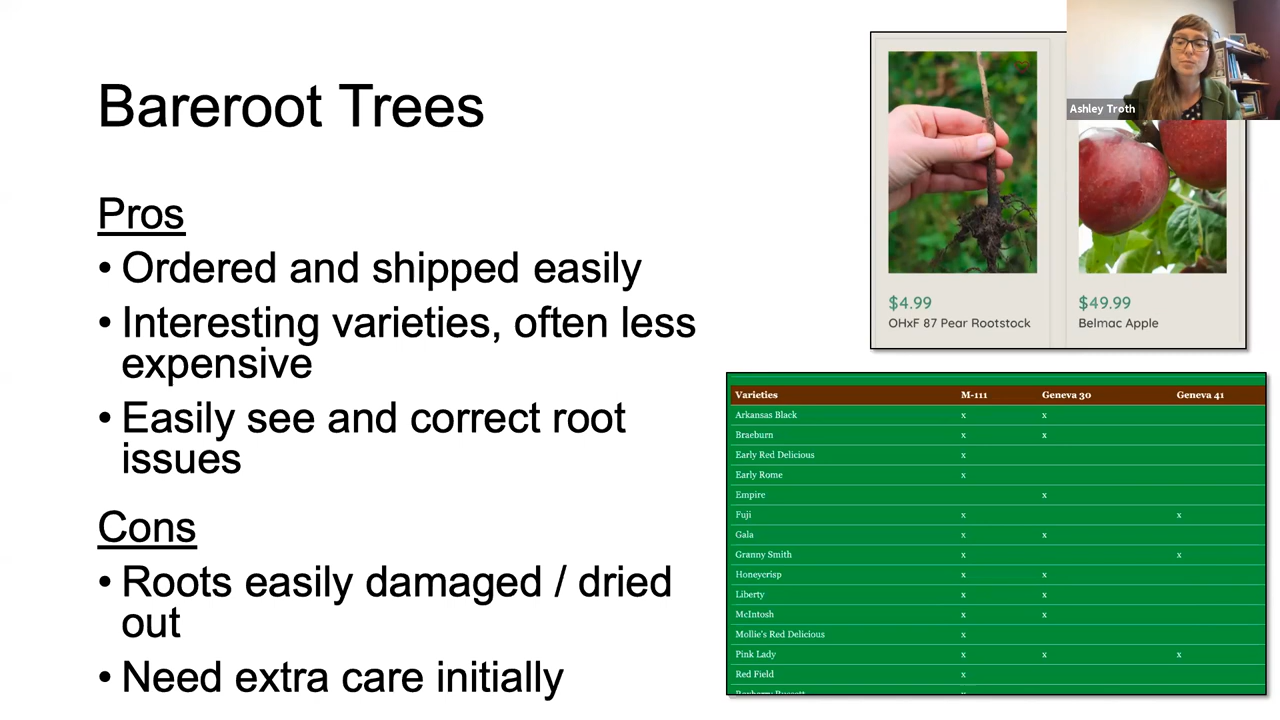 Bareroot Trees
Pros
• Ordered and shipped easily
• Interesting varieties, often less
expensive
• Easily see and correct root
issues
Cons
• Roots easily damaged / dried
out
• Need extra care initially
Ashley Troth
$4.99
OHxF 87 Pear Rootstock
$49.99
Belmac Apple
Varieties M-111 Geneva 30 Geneva 41
Arkansas Black x x
Braeburn x x
Early Red Delicious x
Early Rome x
Empire x
Fuji x x
Gala x x
Granny Smith x x
Honeycrisp x x
Liberty x x
McIntosh x x
Mollie's Red Delicious x
Pink Lady x x x
Red Field x